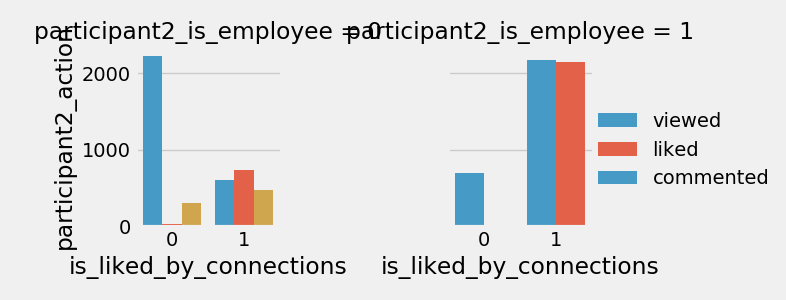 participant2_is_employee = 0
participant2_is_employee = 1
participant2_action
2000
1000
0
0 1
0 1
is_liked_by_connections
is_liked_by_connections
viewed
liked
commented